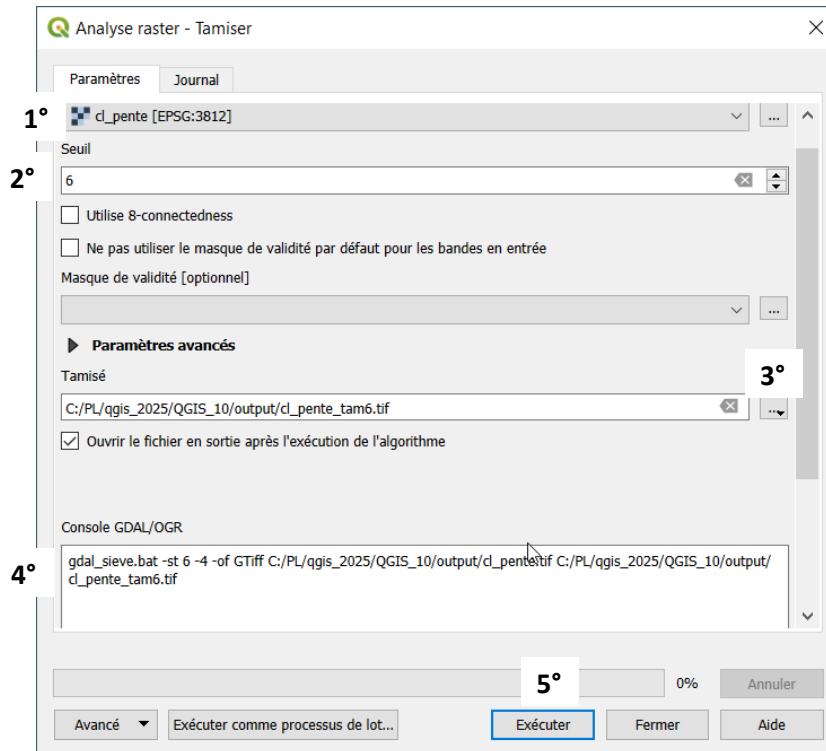 Analyse raster - Tamiser
Paramètres
Journal
1°
cl_pente [EPSG:3812]
...
Seuil
2°
6
Utilise 8-connectedness
Ne pas utiliser le masque de validité par défaut pour les bandes en entrée
Masque de validité [optionnel]
...
Paramètres avancés
Tamisé
3°
C:/PL/qgis_2025/QGIS_10/output/cl_pente_tam6.tif
...
Ouvrir le fichier en sortie après l'exécution de l'algorithme
Console GDAL/OGR
4°
gdal_sieve.bat -st 6 -4 -of GTiff C:/PL/qgis_2025/QGIS_10/output/cl_pente.tif C:/PL/qgis_2025/QGIS_10/output/
cl_pente_tam6.tif
5°
0%
Annuler
Avancé
Exécuter comme processus de lot...
Exécuter
Fermer
Aide